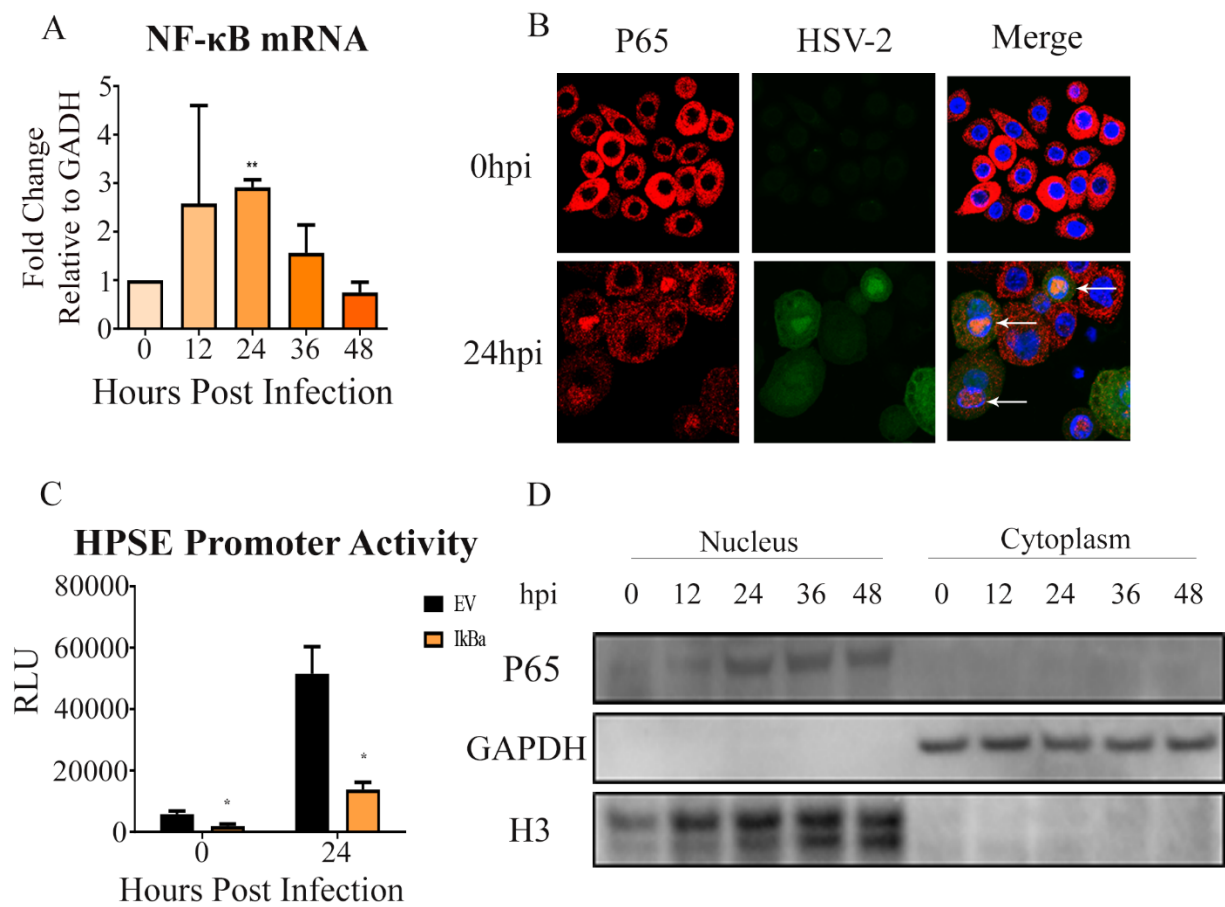 A
NF-κB mRNA
Fold Change
Relative to GADH
5
4
3
2
1
0
**
0 12 24 36 48
Hours Post Infection
B
P65 HSV-2 Merge
0hpi
24hpi
C
HPSE Promoter Activity
RLU
80000
60000
40000
20000
0
EV
IkBa
*
*
0 24
Hours Post Infection
D
Nucleus Cytoplasm
hpi 0 12 24 36 48 0 12 24 36 48
P65
GAPDH
H3